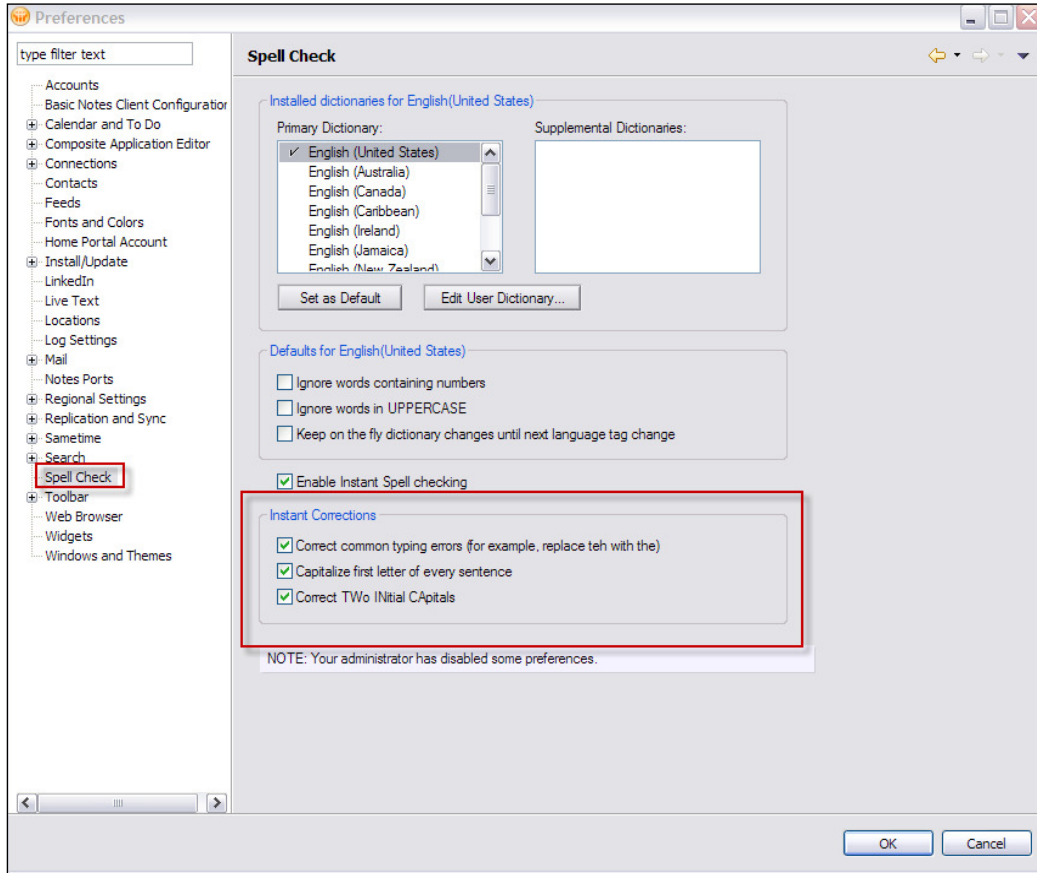 Preferences
type filter text
Accounts
Basic Notes Client Configuration
Calendar and To Do
Composite Application Editor
Connections
Contacts
Feeds
Fonts and Colors
Home Portal Account
Install/Update
LinkedIn
Live Text
Locations
Log Settings
Mail
Notes Ports
Regional Settings
Replication and Sync
Sametime
Search
Spell Check
Toolbar
Web Browser
Widgets
Windows and Themes
Spell Check
Installed dictionaries for English(United States)
Primary Dictionary:
English (United States)
English (Australia)
English (Canada)
English (Caribbean)
English (Ireland)
English (Jamaica)
English (New Zealand)
Supplemental Dictionaries:
Set as Default
Edit User Dictionary...
Defaults for English(United States)
Ignore words containing numbers
Ignore words in UPPERCASE
Keep on the fly dictionary changes until next language tag change
Enable Instant Spell checking
Instant Corrections
Correct common typing errors (for example, replace teh with the)
Capitalize first letter of every sentence
Correct TWo INitial CApitals
NOTE: Your administrator has disabled some preferences.
OK
Cancel